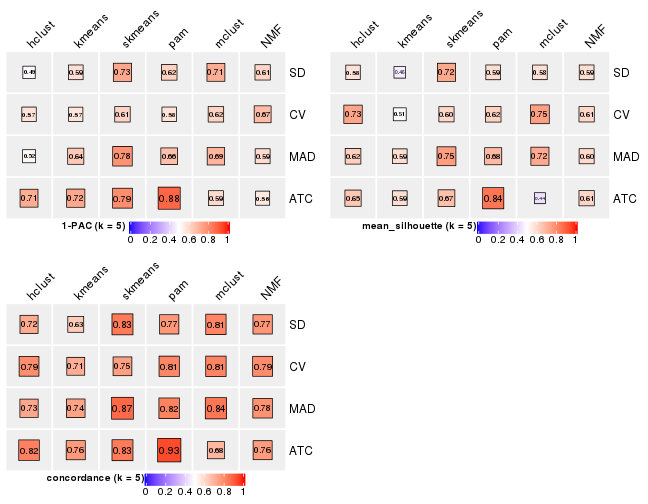 hclust kmeans skmeans pam mclust NMF
0.49 0.59 0.73 0.62 0.71 0.61 SD
0.57 0.57 0.61 0.58 0.62 0.67 CV
0.52 0.64 0.78 0.66 0.69 0.59 MAD
0.71 0.72 0.79 0.88 0.59 0.56 ATC
1-PAC (k = 5)
0 0.2 0.4 0.6 0.8 1
hclust kmeans skmeans pam mclust NMF
0.58 0.46 0.72 0.59 0.58 0.59 SD
0.73 0.51 0.60 0.62 0.75 0.61 CV
0.62 0.59 0.75 0.68 0.72 0.60 MAD
0.65 0.59 0.67 0.84 0.44 0.61 ATC
mean_silhouette (k = 5)
0 0.2 0.4 0.6 0.8 1
hclust kmeans skmeans pam mclust NMF
0.72 0.63 0.83 0.77 0.81 0.77 SD
0.79 0.71 0.75 0.81 0.81 0.79 CV
0.73 0.74 0.87 0.82 0.84 0.78 MAD
0.82 0.76 0.83 0.93 0.68 0.76 ATC
concordance (k = 5)
0 0.2 0.4 0.6 0.8 1